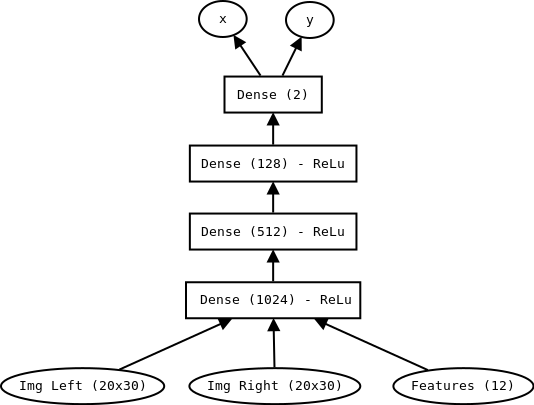 x
y
Dense (2)
Dense (128) - ReLu
Dense (512) - ReLu
Dense (1024) - ReLu
Img Left (20x30)
Img Right (20x30)
Features (12)